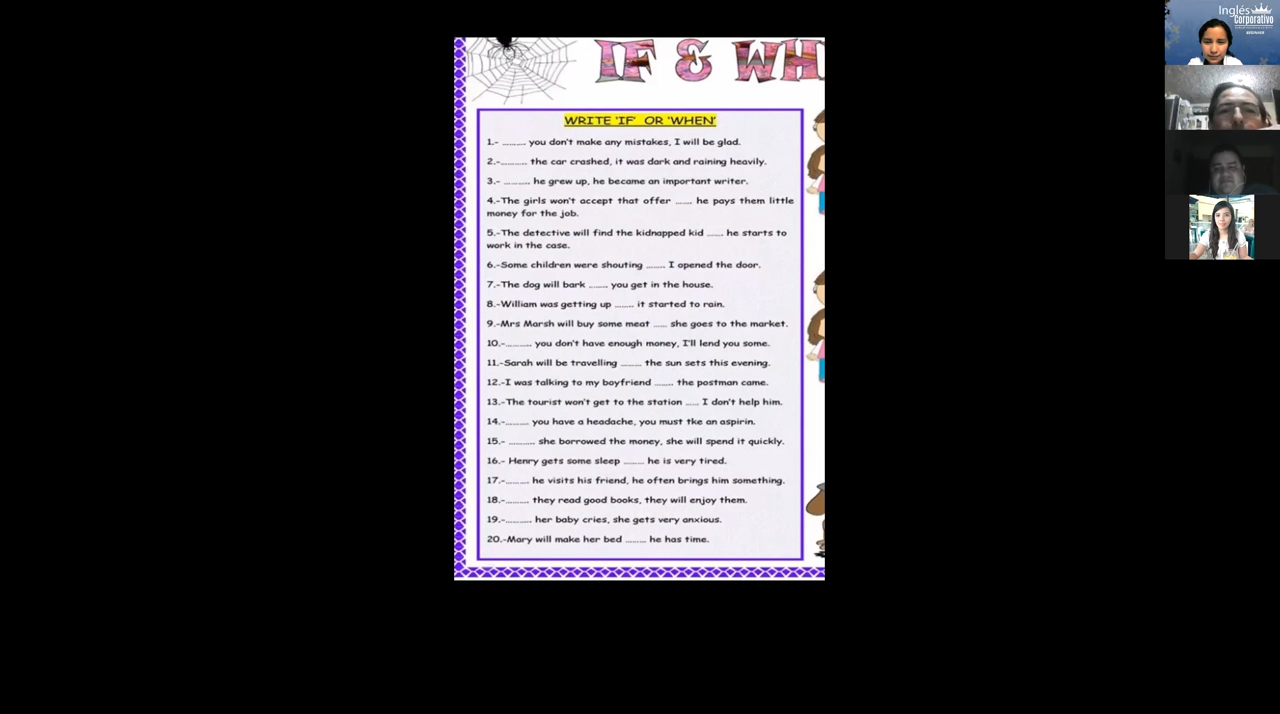 IF & WH
WRITE 'IF' OR 'WHEN'
1.- ........... you don't make any mistakes, I will be glad.
2.-............ the car crashed, it was dark and raining heavily.
3.- ............ he grew up, he became an important writer.
4.-The girls won't accept that offer ........ he pays them little
money for the job.
5.-The detective will find the kidnapped kid ....... he starts to
work in the case.
6.-Some children were shouting ......... I opened the door.
7.-The dog will bark ......... you get in the house.
8.-William was getting up ......... it started to rain.
9.-Mrs Marsh will buy some meat ...... she goes to the market.
10.-............ you don't have enough money, I'll lend you some.
11.-Sarah will be travelling ......... the sun sets this evening.
12.-I was talking to my boyfriend ......... the postman came.
13.-The tourist won't get to the station ...... I don't help him.
14.-.......... you have a headache, you must tke an aspirin.
15.- ............ she borrowed the money, she will spend it quickly.
16.- Henry gets some sleep ......... he is very tired.
17.-.......... he visits his friend, he often brings him something.
18.-........... they read good books, they will enjoy them.
19.-............ her baby cries, she gets very anxious.
20.-Mary will make her bed ......... he has time.
Inglés
Corporativo
BEGINNER